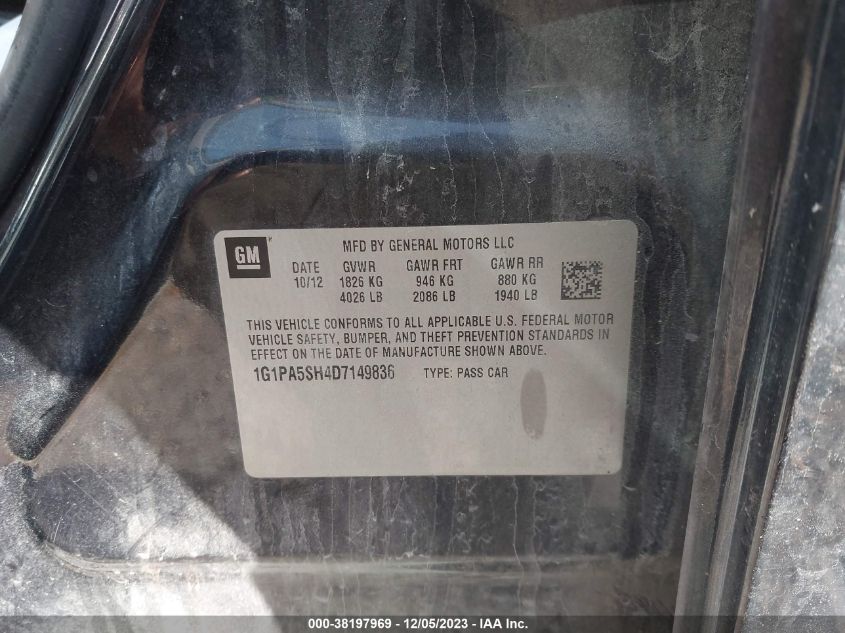 GM
MFD BY GENERAL MOTORS LLC
DATE GVWR GAWR FRT GAWR RR
10/12 1826 KG 946 KG 880 KG
4026 LB 2086 LB 1940 LB
THIS VEHICLE CONFORMS TO ALL APPLICABLE U.S. FEDERAL MOTOR
VEHICLE SAFETY, BUMPER, AND THEFT PREVENTION STANDARDS IN
EFFECT ON THE DATE OF MANUFACTURE SHOWN ABOVE.
1G1PA5SH4D7149836 TYPE: PASS CAR
000-38197969 - 12/05/2023 - IAA Inc.